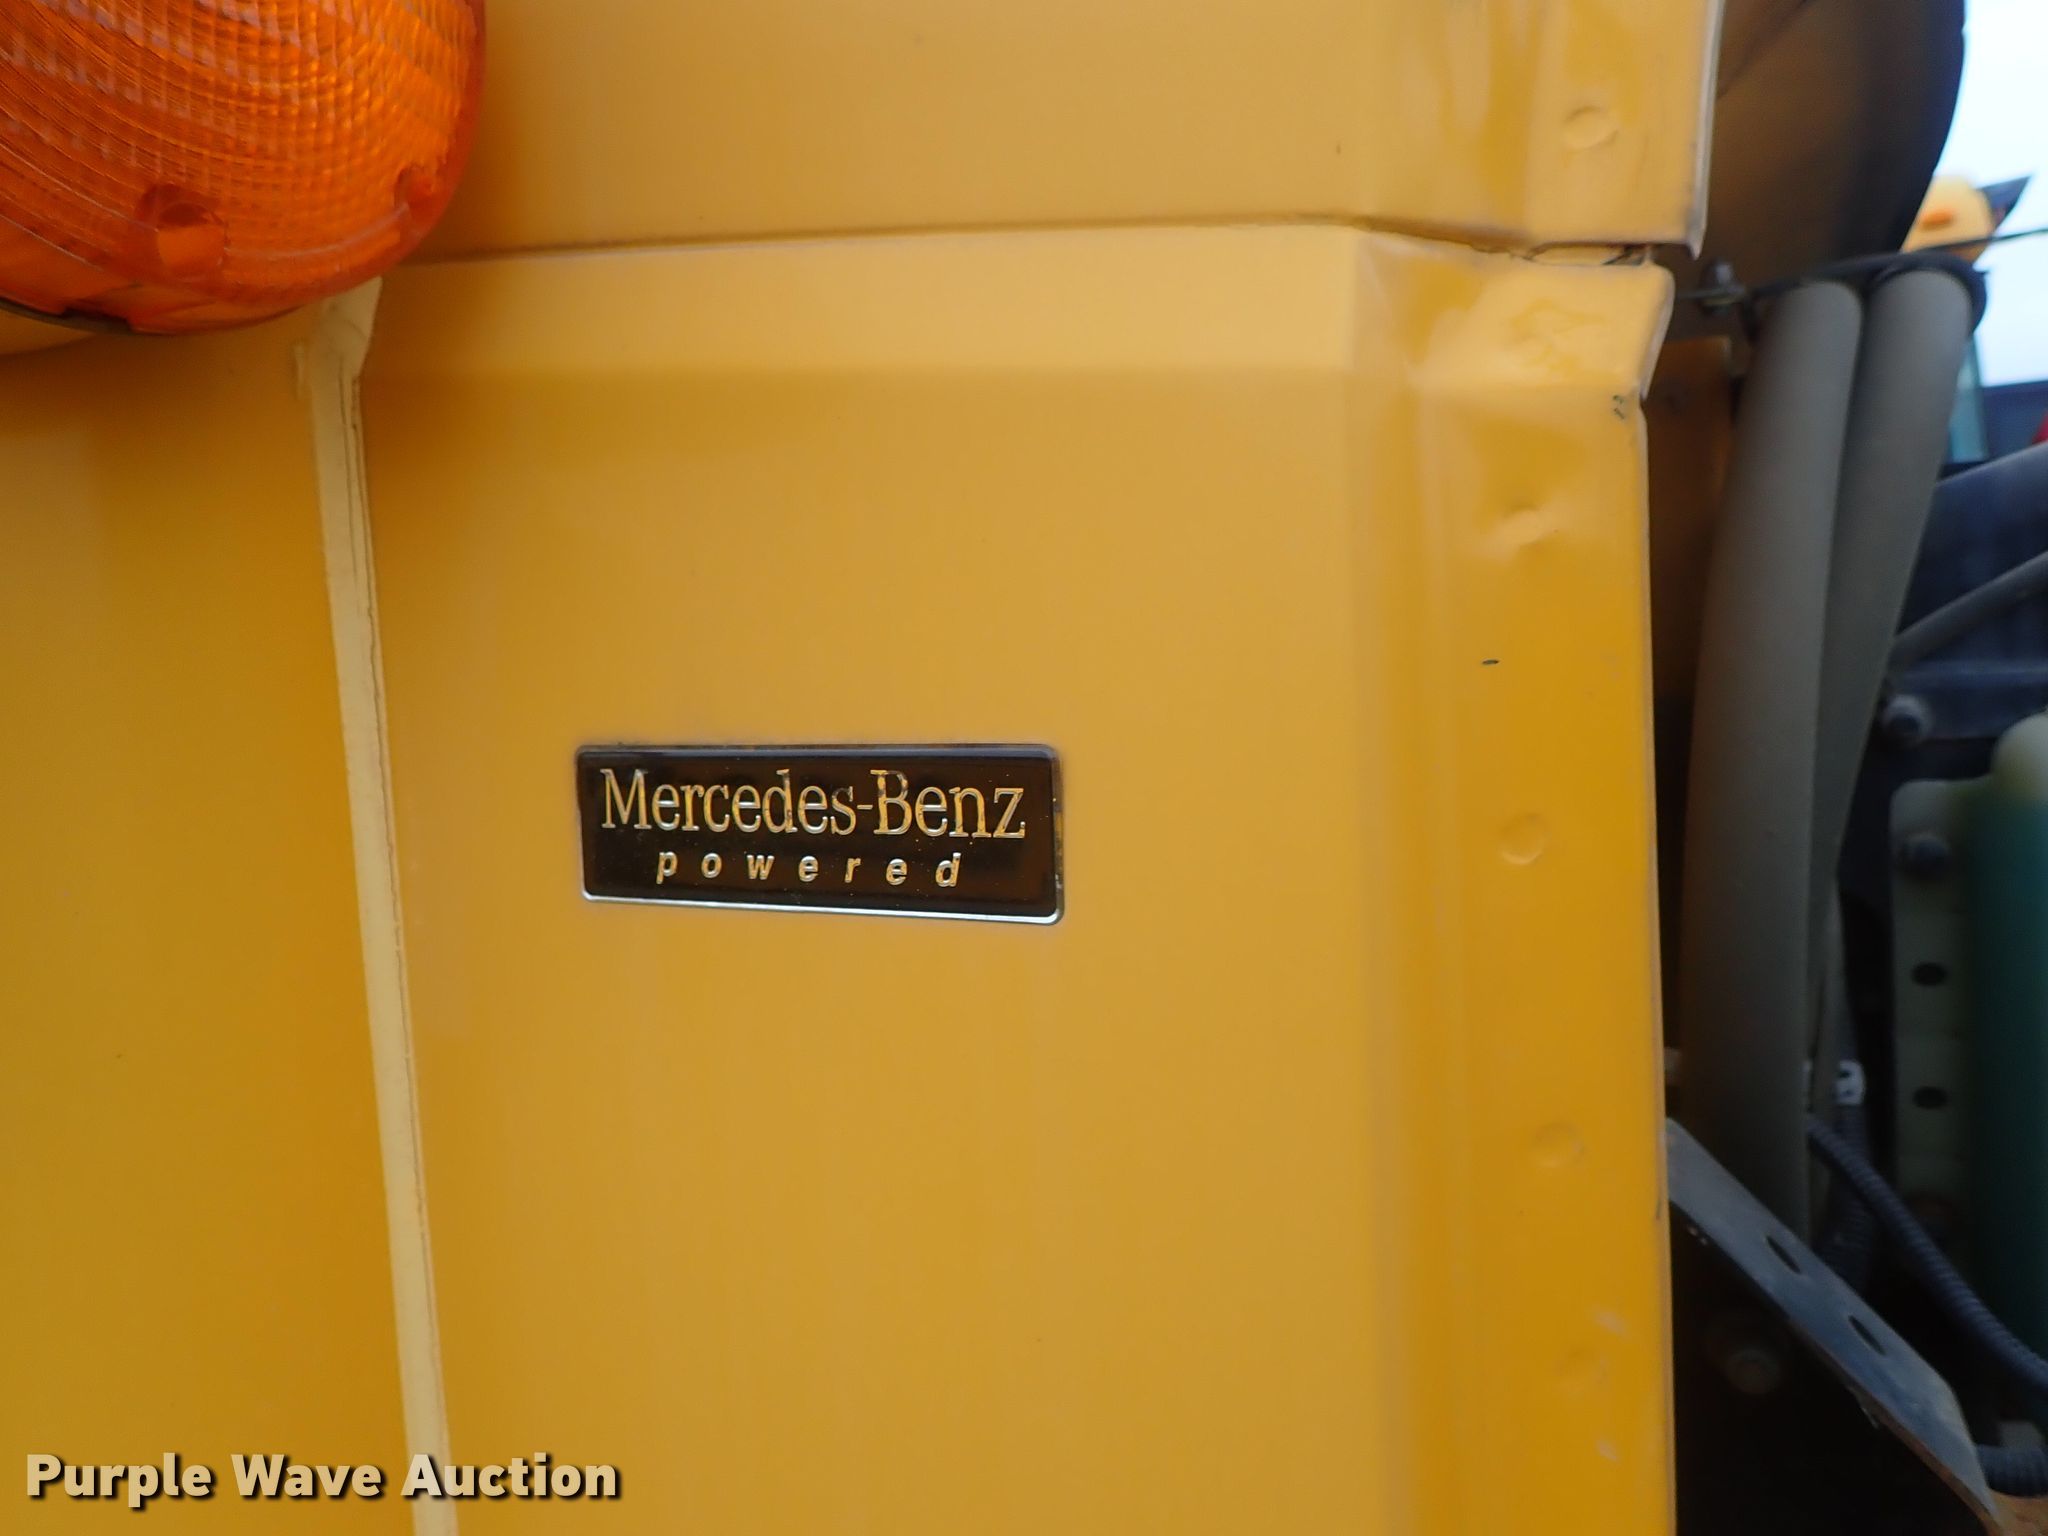 Mercedes-Benz
powered
Purple Wave Auction